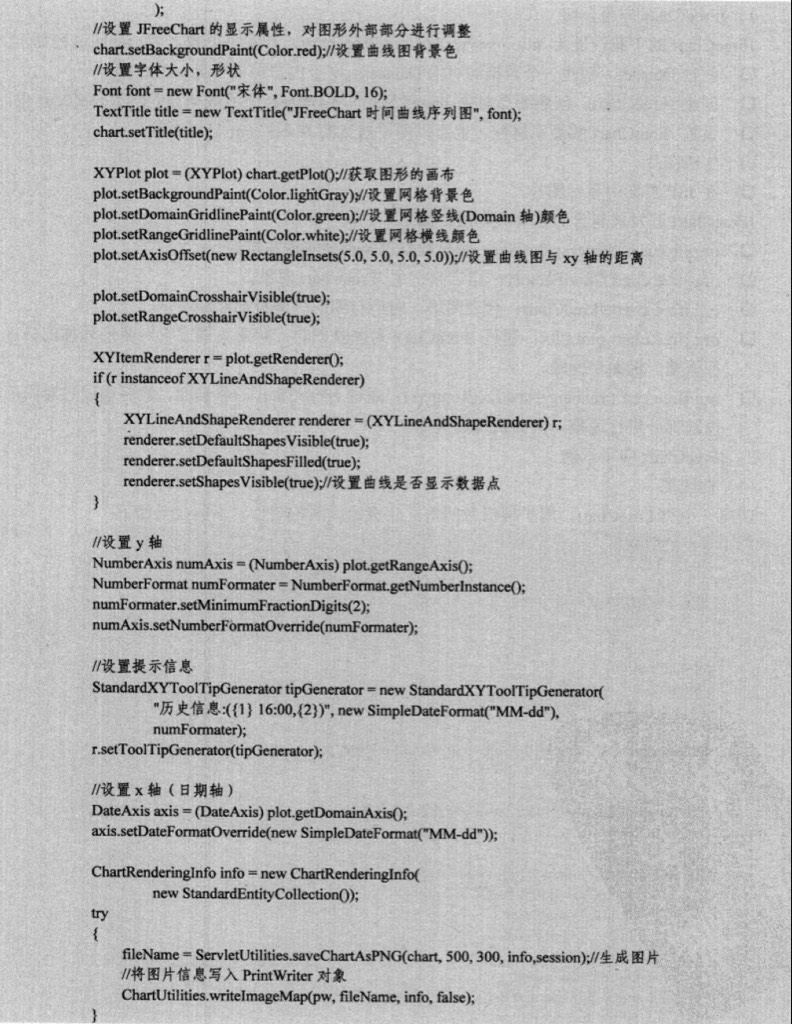 );
//设置 JFreeChart 的显示属性，对图形外部部分进行调整
chart.setBackgroundPaint(Color.red);//设置曲线图背景色
//设置字体大小，形状
Font font = new Font("宋体", Font.BOLD, 16);
TextTitle title = new TextTitle("JFreeChart 时间曲线序列图", font);
chart.setTitle(title);
XYPlot plot = (XYPlot) chart.getPlot();//获取图形的画布
plot.setBackgroundPaint(Color.lightGray);//设置网格背景色
plot.setDomainGridlinePaint(Color.green);//设置网格竖线(Domain 轴)颜色
plot.setRangeGridlinePaint(Color.white);//设置网格横线颜色
plot.setAxisOffset(new RectangleInsets(5.0, 5.0, 5.0, 5.0));//设置曲线图与 xy 轴的距离
plot.setDomainCrosshairVisible(true);
plot.setRangeCrosshairVisible(true);
XYItemRenderer r = plot.getRenderer();
if (r instanceof XYLineAndShapeRenderer)
{
XYLineAndShapeRenderer renderer = (XYLineAndShapeRenderer) r;
renderer.setDefaultShapesVisible(true);
renderer.setDefaultShapesFilled(true);
renderer.setShapesVisible(true);//设置曲线是否显示数据点
}
//设置 y 轴
NumberAxis numAxis = (NumberAxis) plot.getRangeAxis();
NumberFormat numFormater = NumberFormat.getNumberInstance();
numFormater.setMinimumFractionDigits(2);
numAxis.setNumberFormatOverride(numFormater);
//设置提示信息
StandardXYToolTipGenerator tipGenerator = new StandardXYToolTipGenerator(
"历史信息:({1} 16:00,{2})", new SimpleDateFormat("MM-dd"),
numFormater);
r.setToolTipGenerator(tipGenerator);
//设置 x 轴（日期轴）
DateAxis axis = (DateAxis) plot.getDomainAxis();
axis.setDateFormatOverride(new SimpleDateFormat("MM-dd"));
ChartRenderingInfo info = new ChartRenderingInfo(
new StandardEntityCollection());
try
{
fileName = ServletUtilities.saveChartAsPNG(chart, 500, 300, info,session);//生成图片
//将图片信息写入 PrintWriter 对象
ChartUtilities.writeImageMap(pw, fileName, info, false);
}